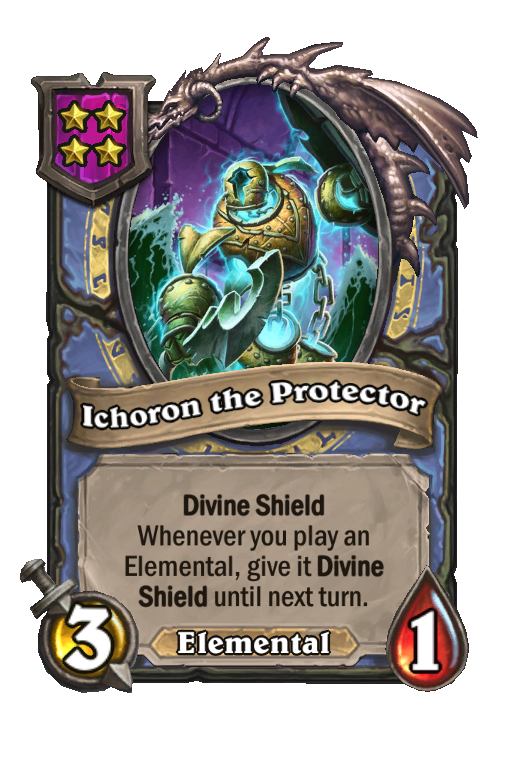 Ichoron the Protector
Divine Shield
Whenever you play an
Elemental, give it Divine
Shield until next turn.
3
Elemental
1